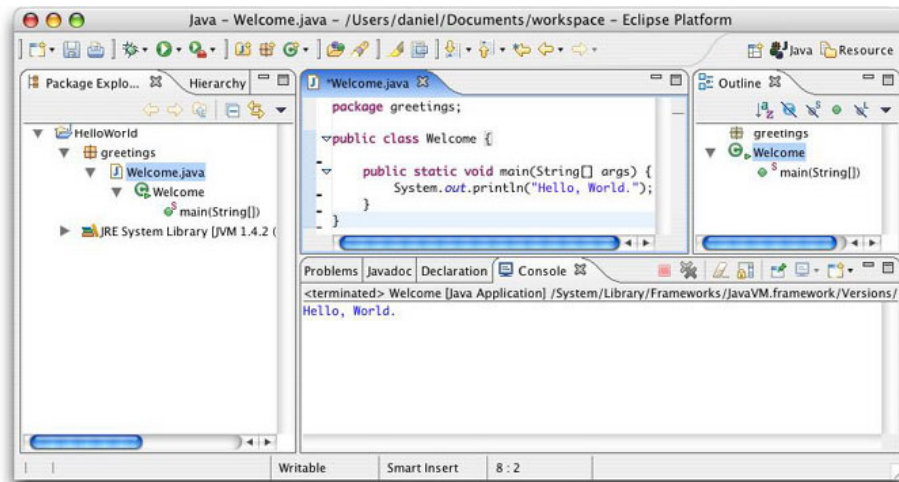 Java - Welcome.java - /Users/daniel/Documents/workspace - Eclipse Platform
Java Resource
Package Explo... Hierarchy
HelloWorld
greetings
Welcome.java
Welcome
main(String[])
JRE System Library [JVM 1.4.2 (
*Welcome.java
package greetings;
public class Welcome {
public static void main(String[] args) {
System.out.println("Hello, World.");
}
}
Outline
greetings
Welcome
main(String[])
Problems Javadoc Declaration Console
<terminated> Welcome [Java Application] /System/Library/Frameworks/JavaVM.framework/Versions/
Hello, World.
Writable Smart Insert 8 : 2